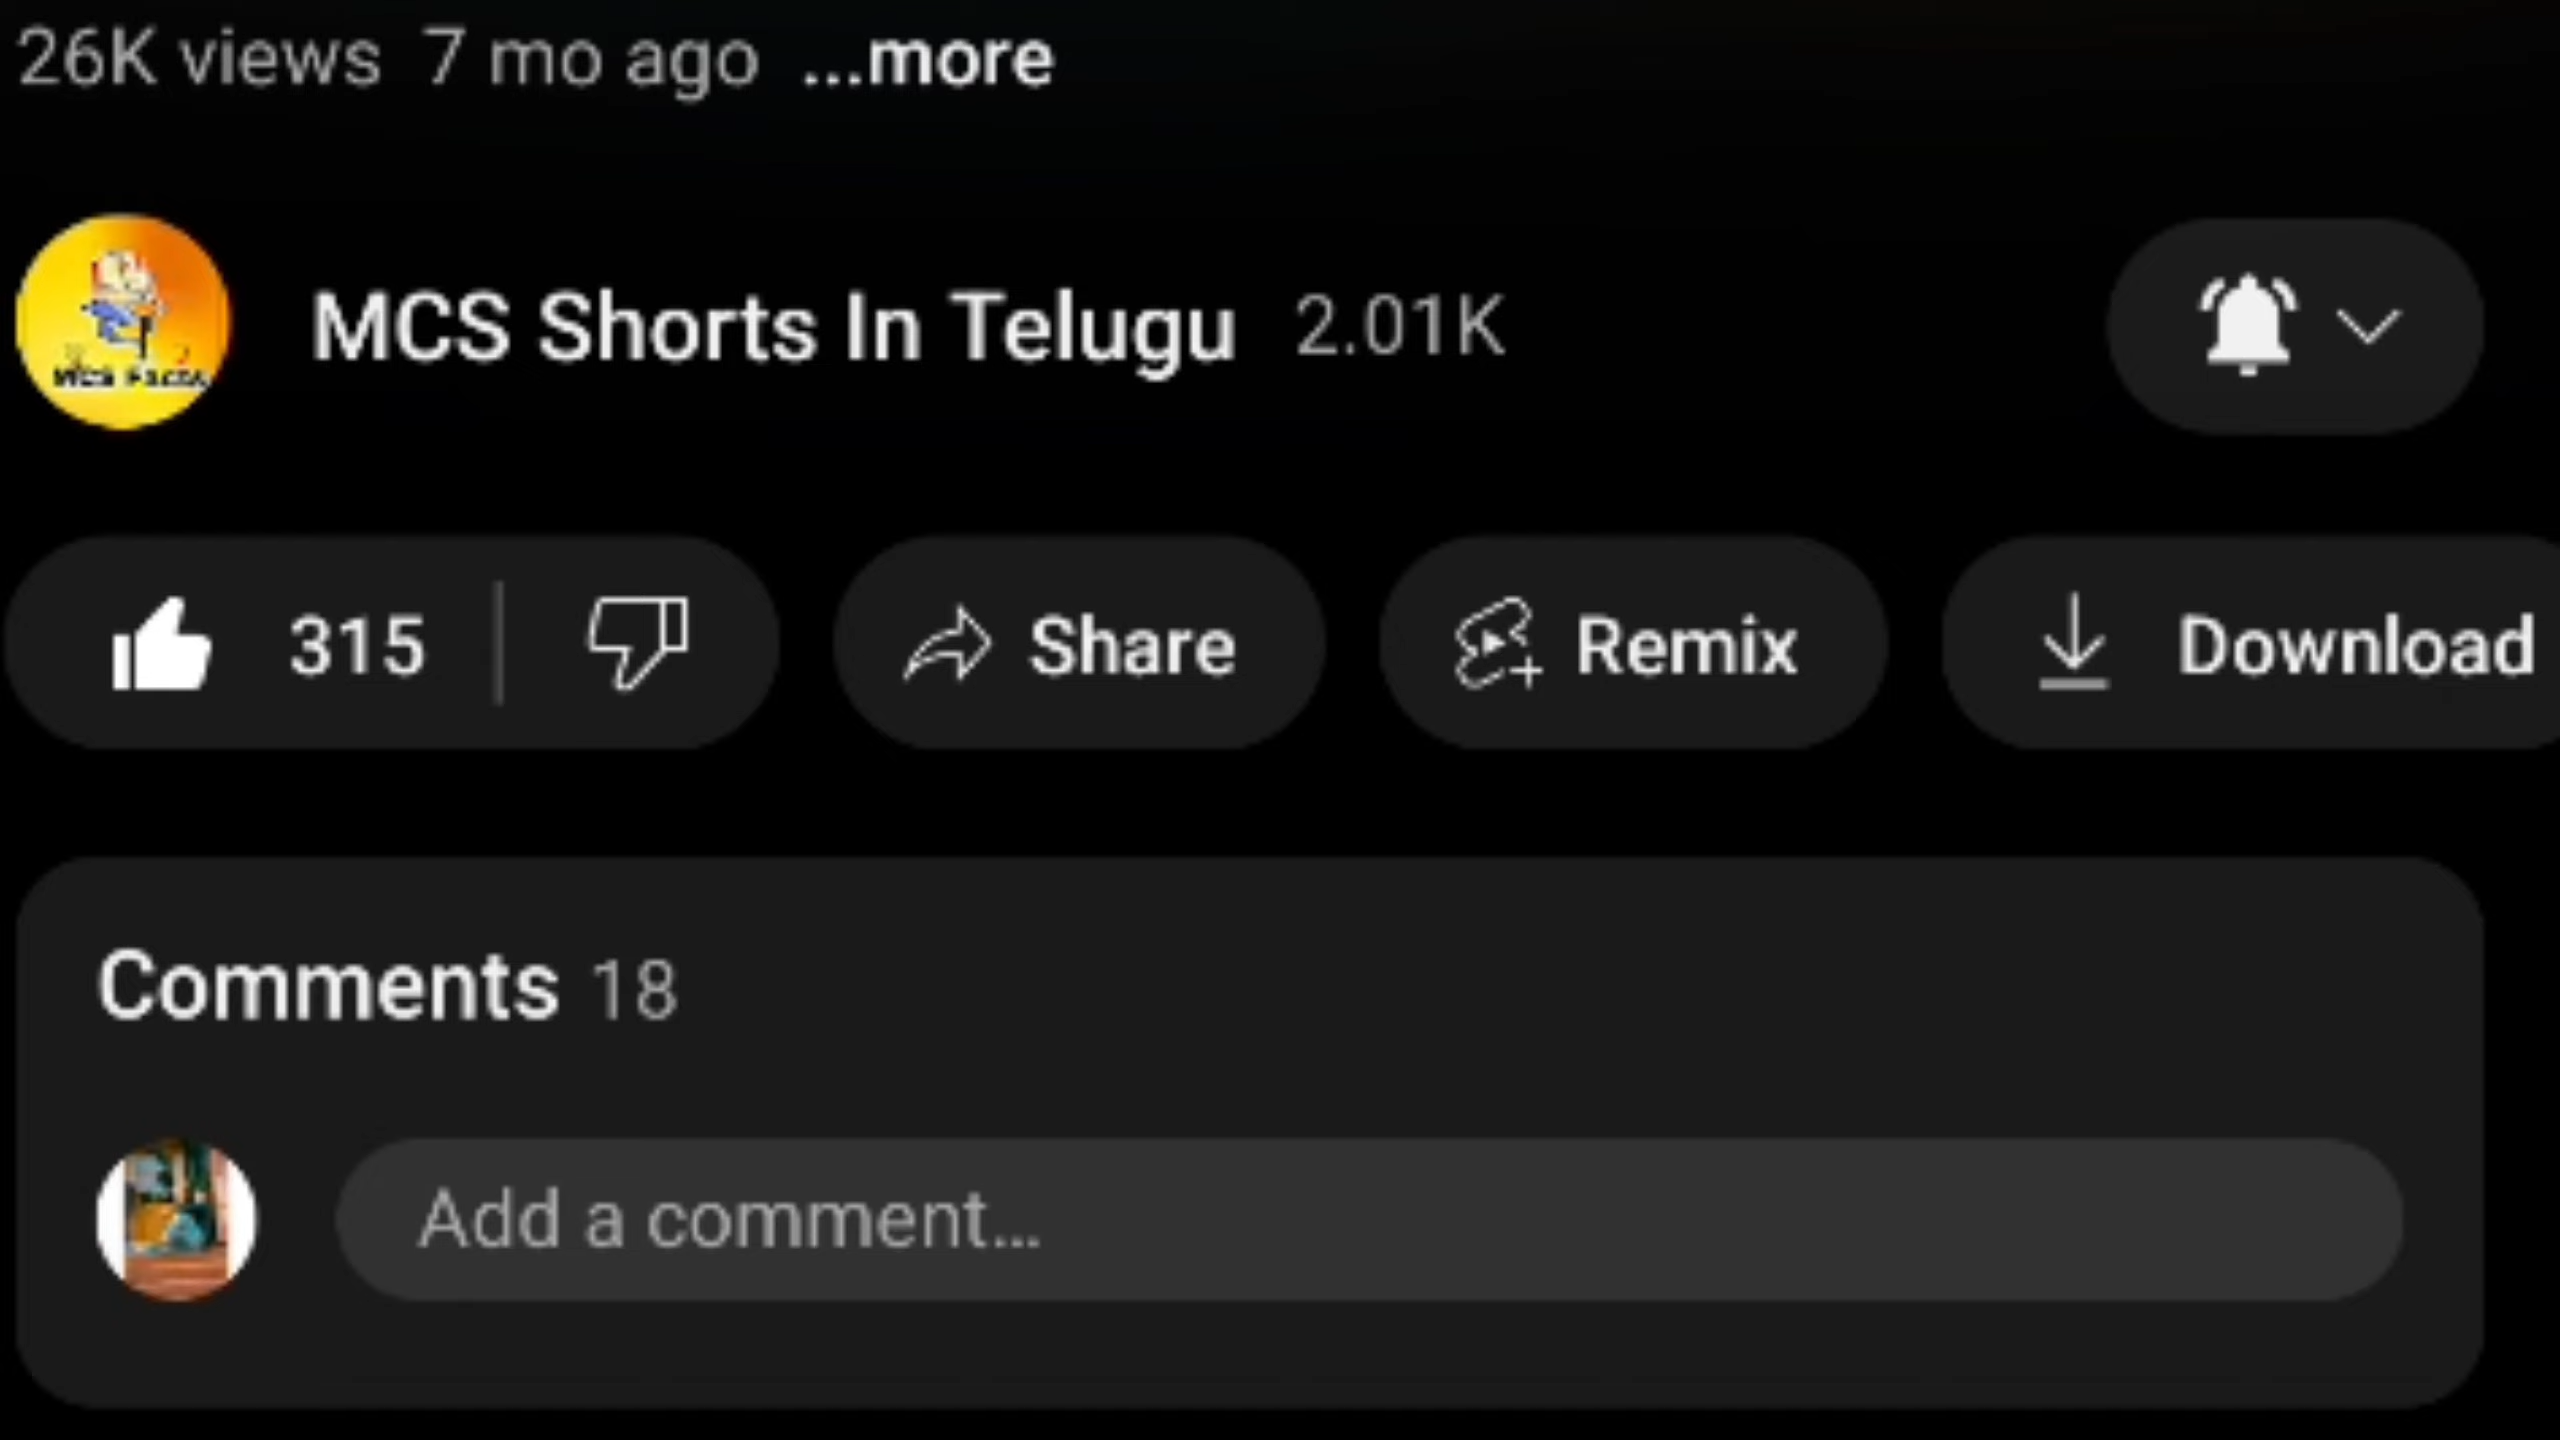 26K views 7 mo ago ...more
MCS Shorts In Telugu 2.01K
315 Share Remix Download
Comments 18
Add a comment...